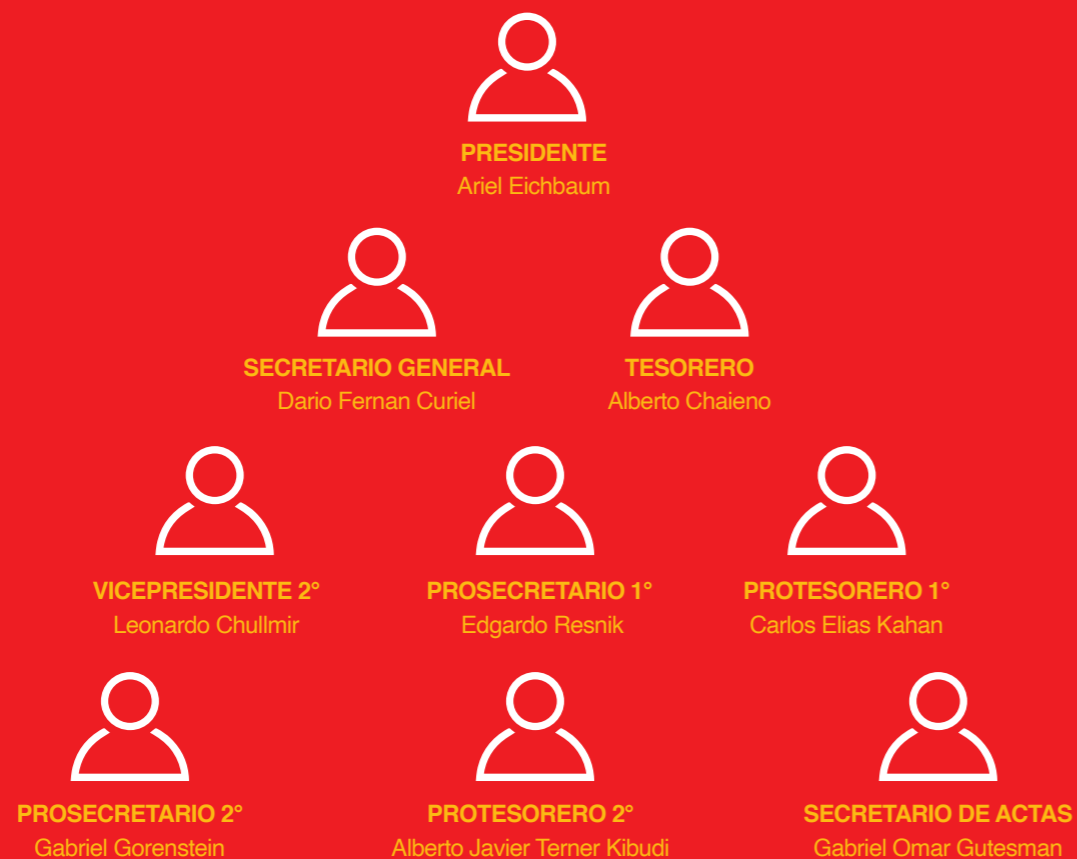 PRESIDENTE
Ariel Eichbaum
SECRETARIO GENERAL
Dario Fernan Curiel
TESORERO
Alberto Chaieno
VICEPRESIDENTE 2°
Leonardo Chullmir
PROSECRETARIO 1°
Edgardo Resnik
PROTESORERO 1°
Carlos Elias Kahan
PROSECRETARIO 2°
Gabriel Gorenstein
PROTESORERO 2°
Alberto Javier Terner Kibudi
SECRETARIO DE ACTAS
Gabriel Omar Gutesman